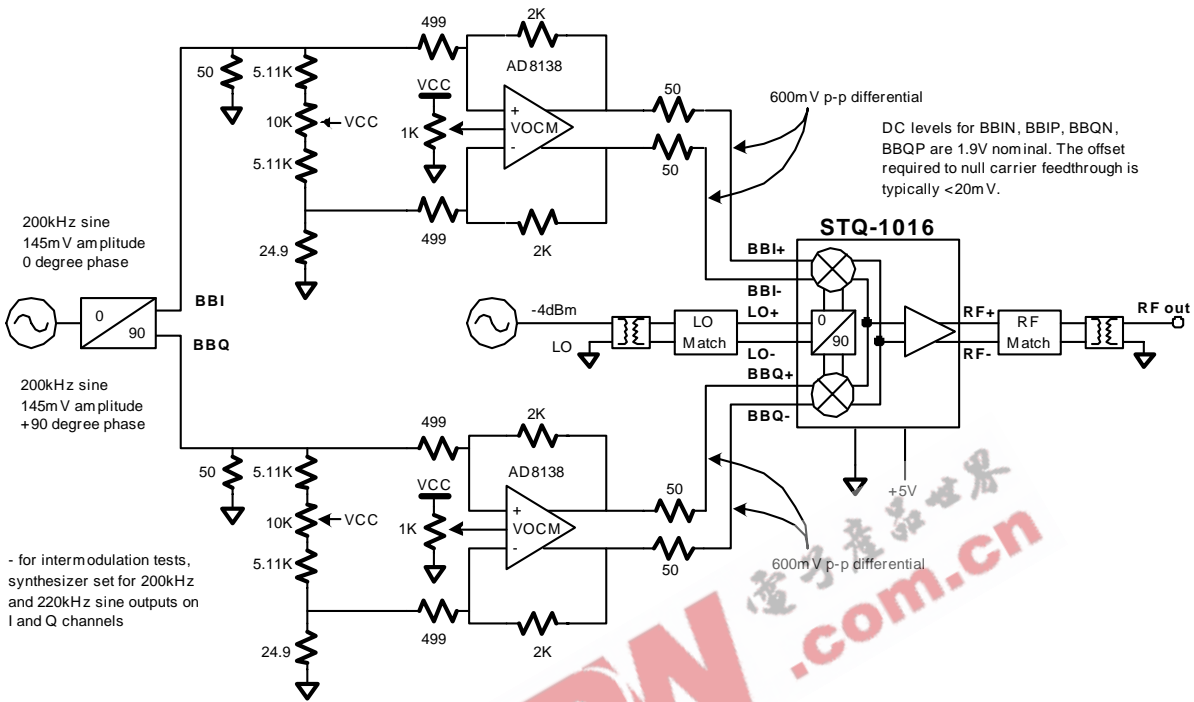 499
2K
50
5.11K
AD8138
VCC
10K
VCC
1K
+
VOCM
-
50
600mV p-p differential
5.11K
50
DC levels for BBIN, BBIP, BBQN,
BBQP are 1.9V nominal. The offset
required to null carrier feedthrough is
typically <20mV.
499
24.9
2K
200kHz sine
145mV amplitude
0 degree phase
STQ-1016
BBI+
BBI-
0
90
BBI
BBQ
-4dBm
LO
LO
Match
LO+
LO-
0
90
RF+
RF-
RF
Match
RF out
BBQ+
BBQ-
200kHz sine
145mV amplitude
+90 degree phase
499
2K
50
5.11K
AD8138
VCC
10K
VCC
1K
+
VOCM
-
50
+5V
5.11K
50
600mV p-p differential
- for intermodulation tests,
synthesizer set for 200kHz
and 220kHz sine outputs on
I and Q channels
499
24.9
2K
電子產品世界
.com.cn